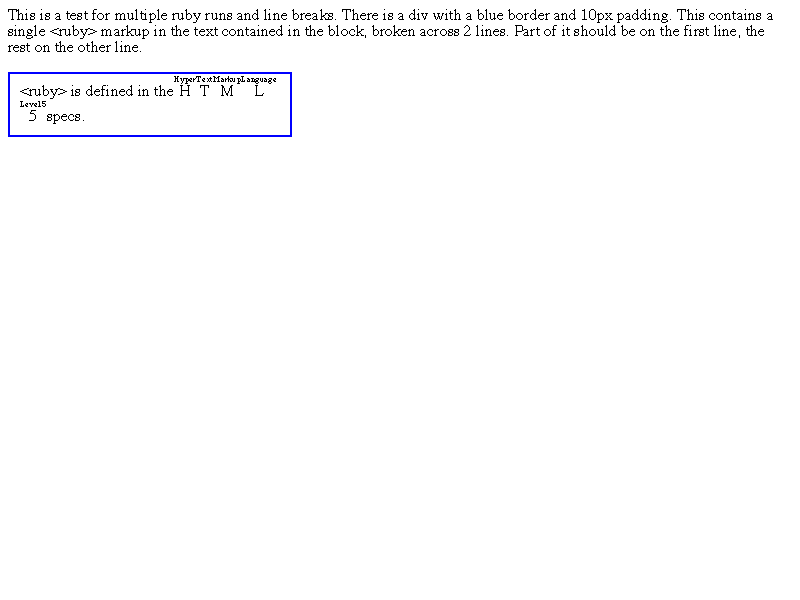 This is a test for multiple ruby runs and line breaks. There is a div with a blue border and 10px padding. This contains a
single <ruby> markup in the text contained in the block, broken across 2 lines. Part of it should be on the first line, the
rest on the other line.
HyperTextMarkupLanguage
<ruby> is defined in the H T M L
Level5
5 specs.